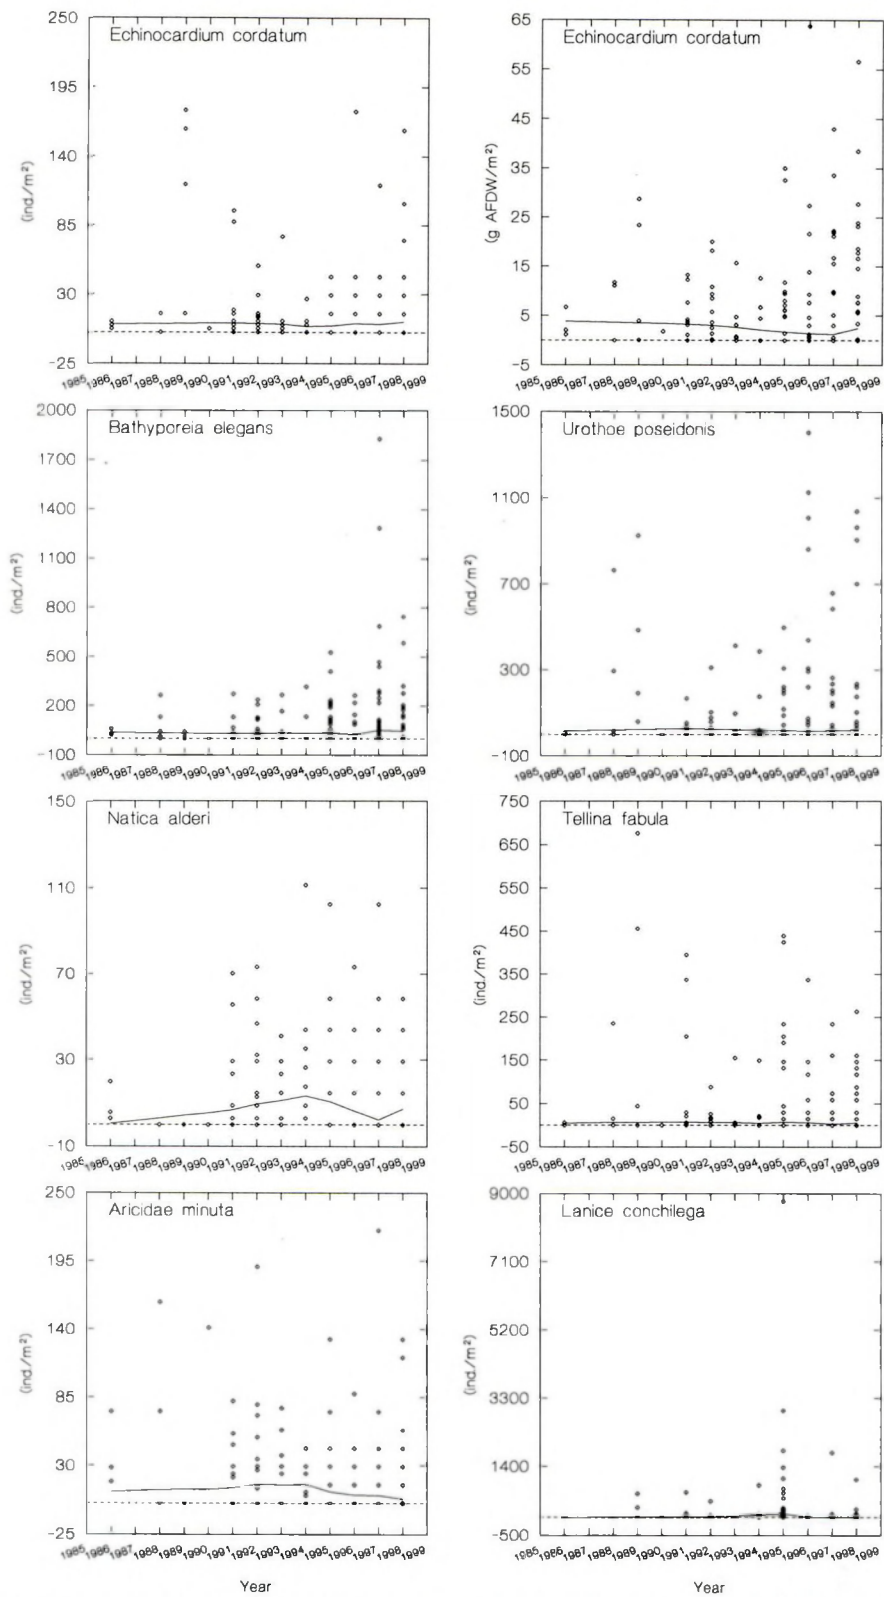 Echinocardium cordatum
(ind./m²)
250
195
140
85
30
-25
1985 1986 1987 1988 1989 1990 1991 1992 1993 1994 1995 1996 1997 1998 1999
Echinocardium cordatum
(g AFDW/m²)
65
55
45
35
25
15
5
-5
1985 1986 1987 1988 1989 1990 1991 1992 1993 1994 1995 1996 1997 1998 1999
Bathyporeia elegans
(ind./m²)
2000
1700
1400
1100
800
500
200
-100
1985 1986 1987 1988 1989 1990 1991 1992 1993 1994 1995 1996 1997 1998 1999
Urothoe poseidonis
(ind./m²)
1500
1100
700
300
-100
1985 1986 1987 1988 1989 1990 1991 1992 1993 1994 1995 1996 1997 1998 1999
Natica alderi
(ind./m²)
150
110
70
30
-10
1985 1986 1987 1988 1989 1990 1991 1992 1993 1994 1995 1996 1997 1998 1999
Tellina fabula
(ind./m²)
750
650
550
450
350
250
150
50
-50
1985 1986 1987 1988 1989 1990 1991 1992 1993 1994 1995 1996 1997 1998 1999
Aricidae minuta
(ind./m²)
250
195
140
85
30
-25
1985 1986 1987 1988 1989 1990 1991 1992 1993 1994 1995 1996 1997 1998 1999
Year
Lanice conchilega
(ind./m²)
9000
7100
5200
3300
1400
-500
1985 1986 1987 1988 1989 1990 1991 1992 1993 1994 1995 1996 1997 1998 1999
Year